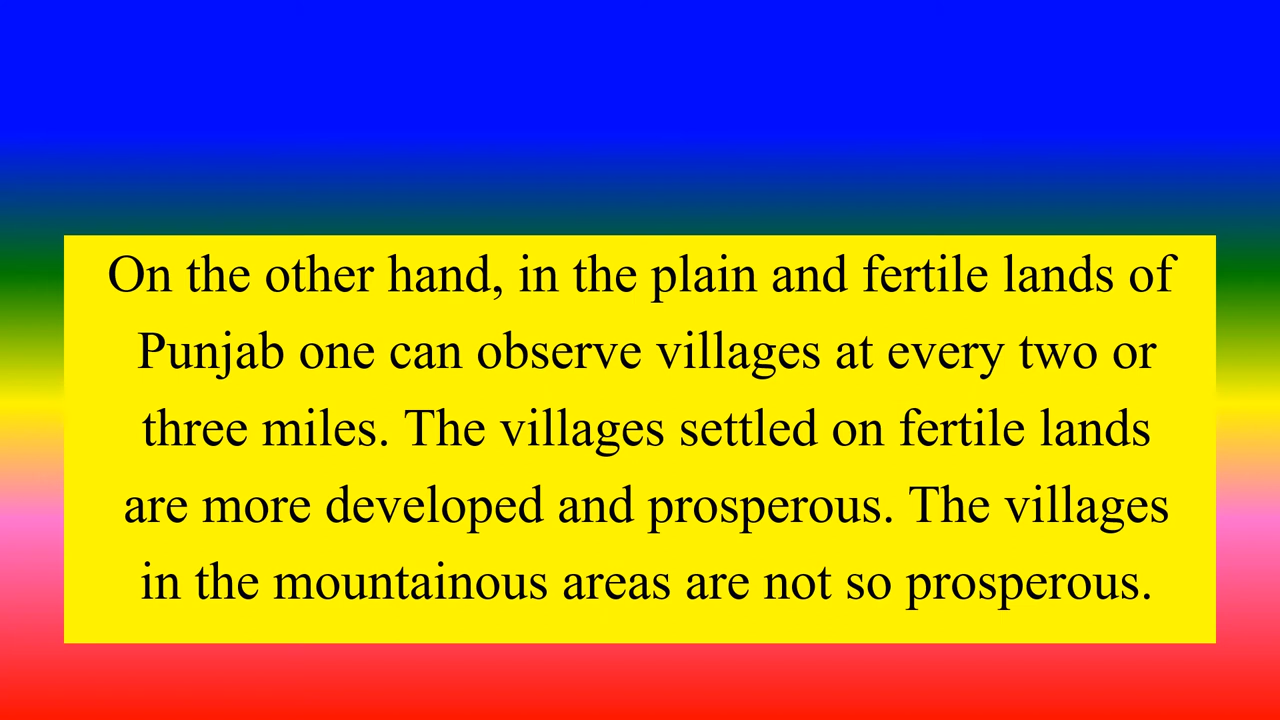 On the other hand, in the plain and fertile lands of
Punjab one can observe villages at every two or
three miles. The villages settled on fertile lands
are more developed and prosperous. The villages
in the mountainous areas are not so prosperous.